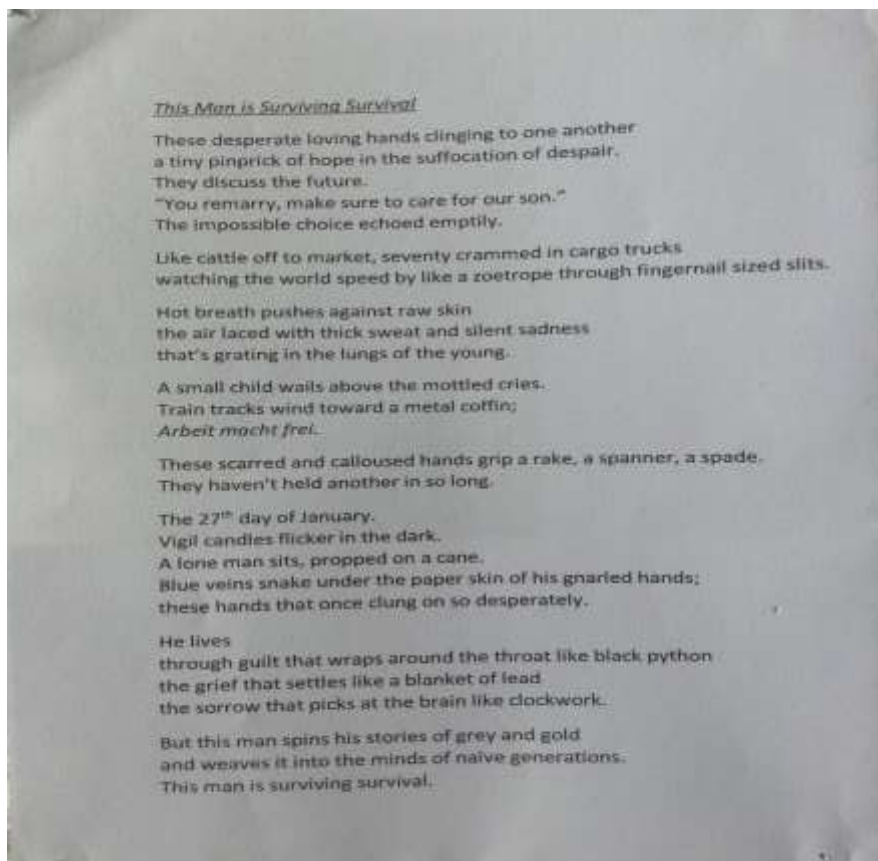 This Man is Surviving Survival
These desperate loving hands clinging to one another
a tiny pinprick of hope in the suffocation of despair.
They discuss the future.
"You remarry, make sure to care for our son."
The impossible choice echoed emptily.
Like cattle off to market, seventy crammed in cargo trucks
watching the world speed by like a zoetrope through fingernail sized slits.
Hot breath pushes against raw skin
the air laced with thick sweat and silent sadness
that's grating in the lungs of the young.
A small child wails above the mottled cries.
Train tracks wind toward a metal coffin;
Arbeit macht frei.
These scarred and calloused hands grip a rake, a spanner, a spade.
They haven't held another in so long.
The 27th day of January.
Vigil candles flicker in the dark.
A lone man sits, propped on a cane.
Blue veins snake under the paper skin of his gnarled hands;
these hands that once clung on so desperately.
He lives
through guilt that wraps around the throat like black python
the grief that settles like a blanket of lead
the sorrow that picks at the brain like clockwork.
But this man spins his stories of grey and gold
and weaves it into the minds of naïve generations.
This man is surviving survival.